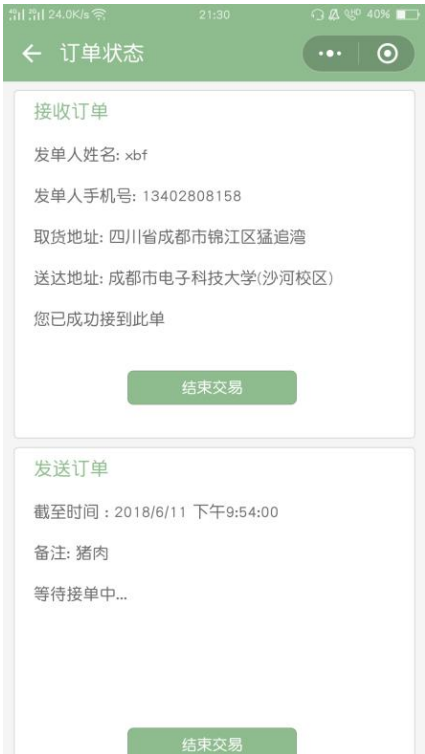 24.0K/s 21:30 40%
订单状态
接收订单
发单人姓名: xbf
发单人手机号: 13402808158
取货地址: 四川省成都市锦江区猛追湾
送达地址: 成都市电子科技大学(沙河校区)
您已成功接到此单
结束交易
发送订单
截至时间 : 2018/6/11 下午9:54:00
备注: 猪肉
等待接单中...
结束交易